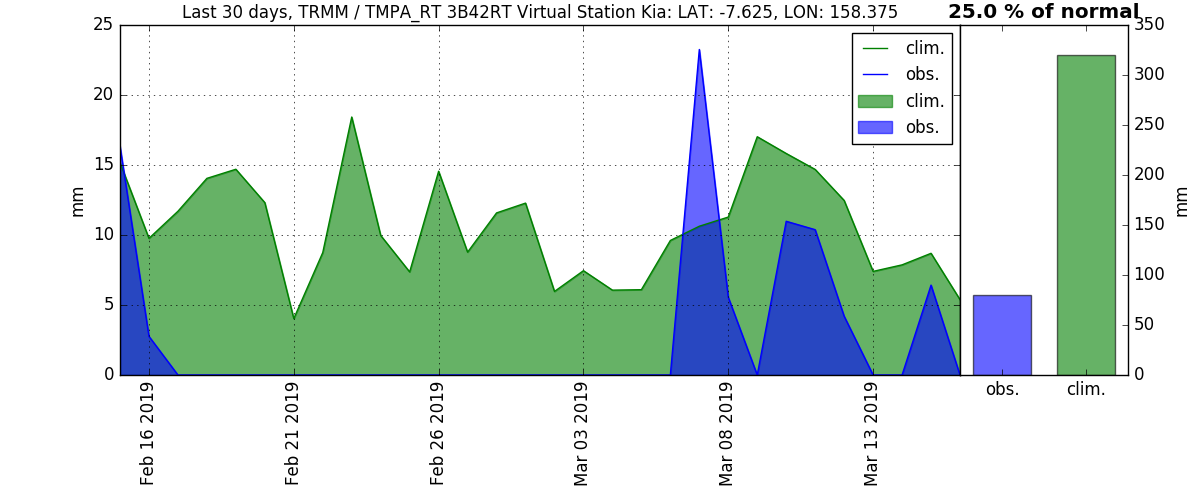 Last 30 days, TRMM / TMPA_RT 3B42RT Virtual Station Kia: LAT: -7.625, LON: 158.375
25.0 % of normal
25
20
15
10
5
0
mm
clim.
obs.
clim.
obs.
Feb 16 2019
Feb 21 2019
Feb 26 2019
Mar 03 2019
Mar 08 2019
Mar 13 2019
350
300
250
200
150
100
50
0
mm
obs.
clim.